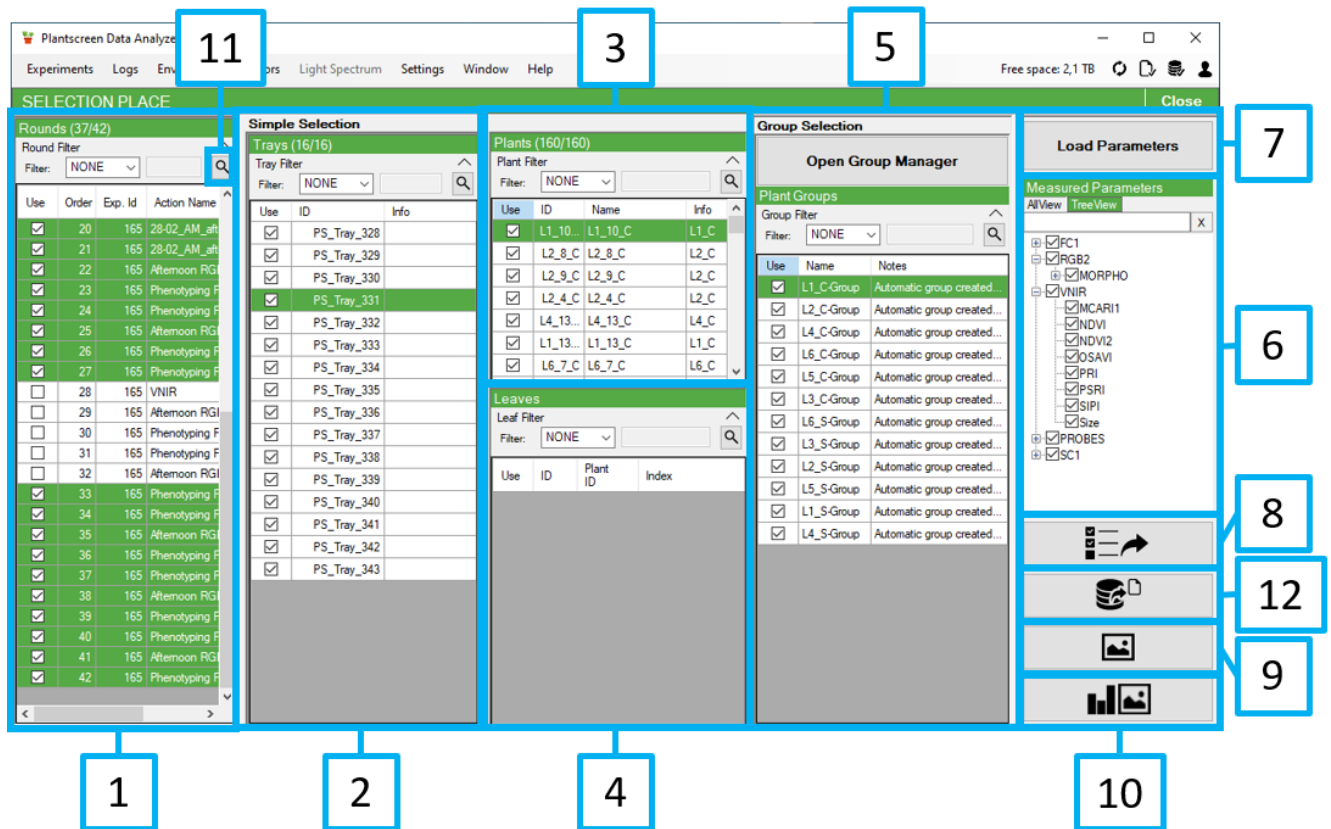 11
3
5
Plantscreen Data Analyze
Experiments Logs Env ors Light Spectrum Settings Window Help Free space: 2,1 TB
SELECTION PLACE Close
Rounds (37/42)
Round Filter
Filter: NONE
Use Order Exp. Id Action Name
20 165 28-02_AM_aft
21 165 28-02_AM_aft
22 165 Afternoon RGI
23 165 Phenotyping F
24 165 Phenotyping F
25 165 Afternoon RGI
26 165 Phenotyping F
27 165 Phenotyping F
28 165 VNIR
29 165 Afternoon RGI
30 165 Phenotyping F
31 165 Phenotyping F
32 165 Afternoon RGI
33 165 Phenotyping F
34 165 Phenotyping F
35 165 Afternoon RGI
36 165 Phenotyping F
37 165 Phenotyping F
38 165 Afternoon RGI
39 165 Phenotyping F
40 165 Phenotyping F
41 165 Afternoon RGI
42 165 Phenotyping F
Simple Selection
Trays (16/16)
Tray Filter
Filter: NONE
Use ID Info
PS_Tray_328
PS_Tray_329
PS_Tray_330
PS_Tray_331
PS_Tray_332
PS_Tray_333
PS_Tray_334
PS_Tray_335
PS_Tray_336
PS_Tray_337
PS_Tray_338
PS_Tray_339
PS_Tray_340
PS_Tray_341
PS_Tray_342
PS_Tray_343
Plants (160/160)
Plant Filter
Filter: NONE
Use ID Name Info
L1_10... L1_10_C L1_C
L2_8_C L2_8_C L2_C
L2_9_C L2_9_C L2_C
L2_4_C L2_4_C L2_C
L4_13... L4_13_C L4_C
L1_13... L1_13_C L1_C
L6_7_C L6_7_C L6_C
Leaves
Leaf Filter
Filter: NONE
Use ID Plant ID Index
Group Selection
Open Group Manager
Plant Groups
Group Filter
Filter: NONE
Use Name Notes
L1_C-Group Automatic group created...
L2_C-Group Automatic group created...
L4_C-Group Automatic group created...
L6_C-Group Automatic group created...
L5_C-Group Automatic group created...
L3_C-Group Automatic group created...
L6_S-Group Automatic group created...
L3_S-Group Automatic group created...
L2_S-Group Automatic group created...
L5_S-Group Automatic group created...
L1_S-Group Automatic group created...
L4_S-Group Automatic group created...
Load Parameters
Measured Parameters
AllView TreeView
X
FC1
RGB2
MORPHO
VNIR
MCARI1
NDVI
NDVI2
OSAVI
PRI
PSRI
SIPI
Size
PROBES
SC1
7
6
8
12
9
1
2
4
10